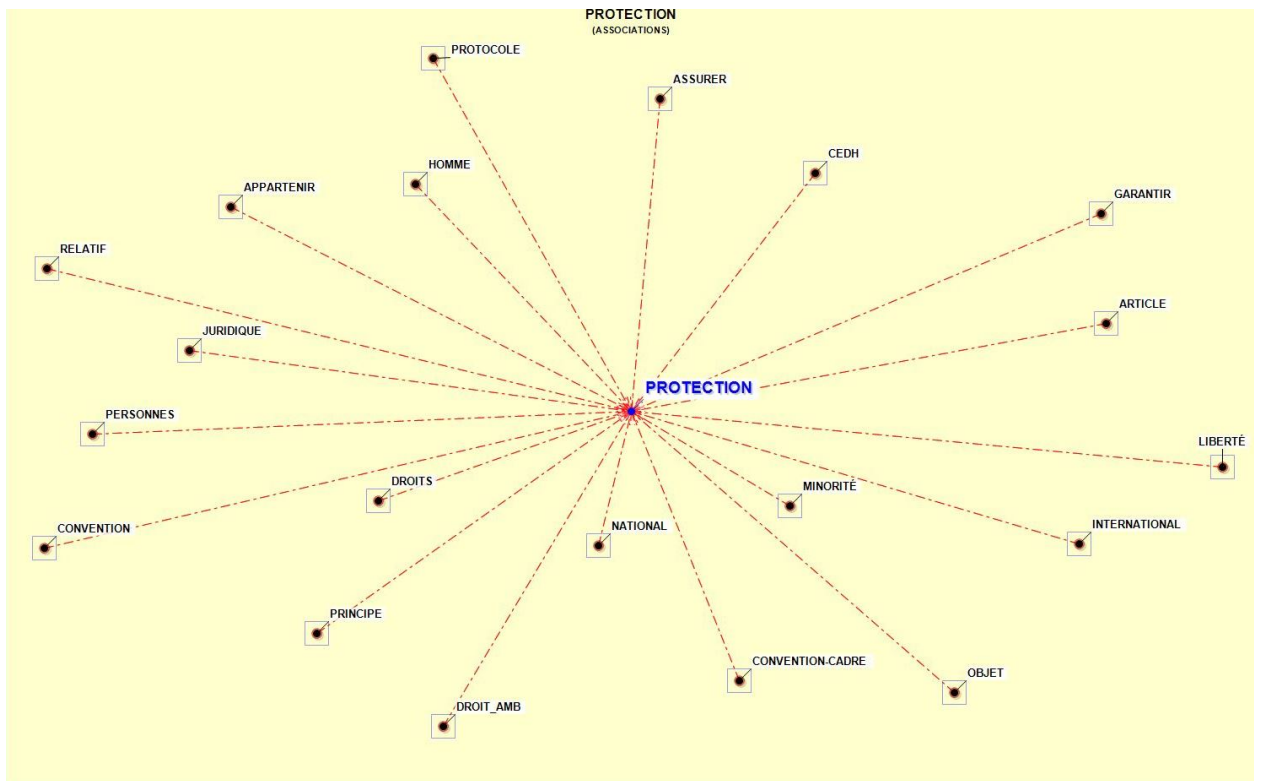 PROTECTION
(ASSOCIATIONS)
PROTOCOLE
ASSURER
CEDH
HOMME
APPARTENIR
GARANTIR
RELATIF
ARTICLE
JURIDIQUE
PROTECTION
PERSONNES
LIBERTÉ
DROITS
MINORITÉ
CONVENTION
NATIONAL
INTERNATIONAL
PRINCIPE
CONVENTION-CADRE
OBJET
DROIT_AMB